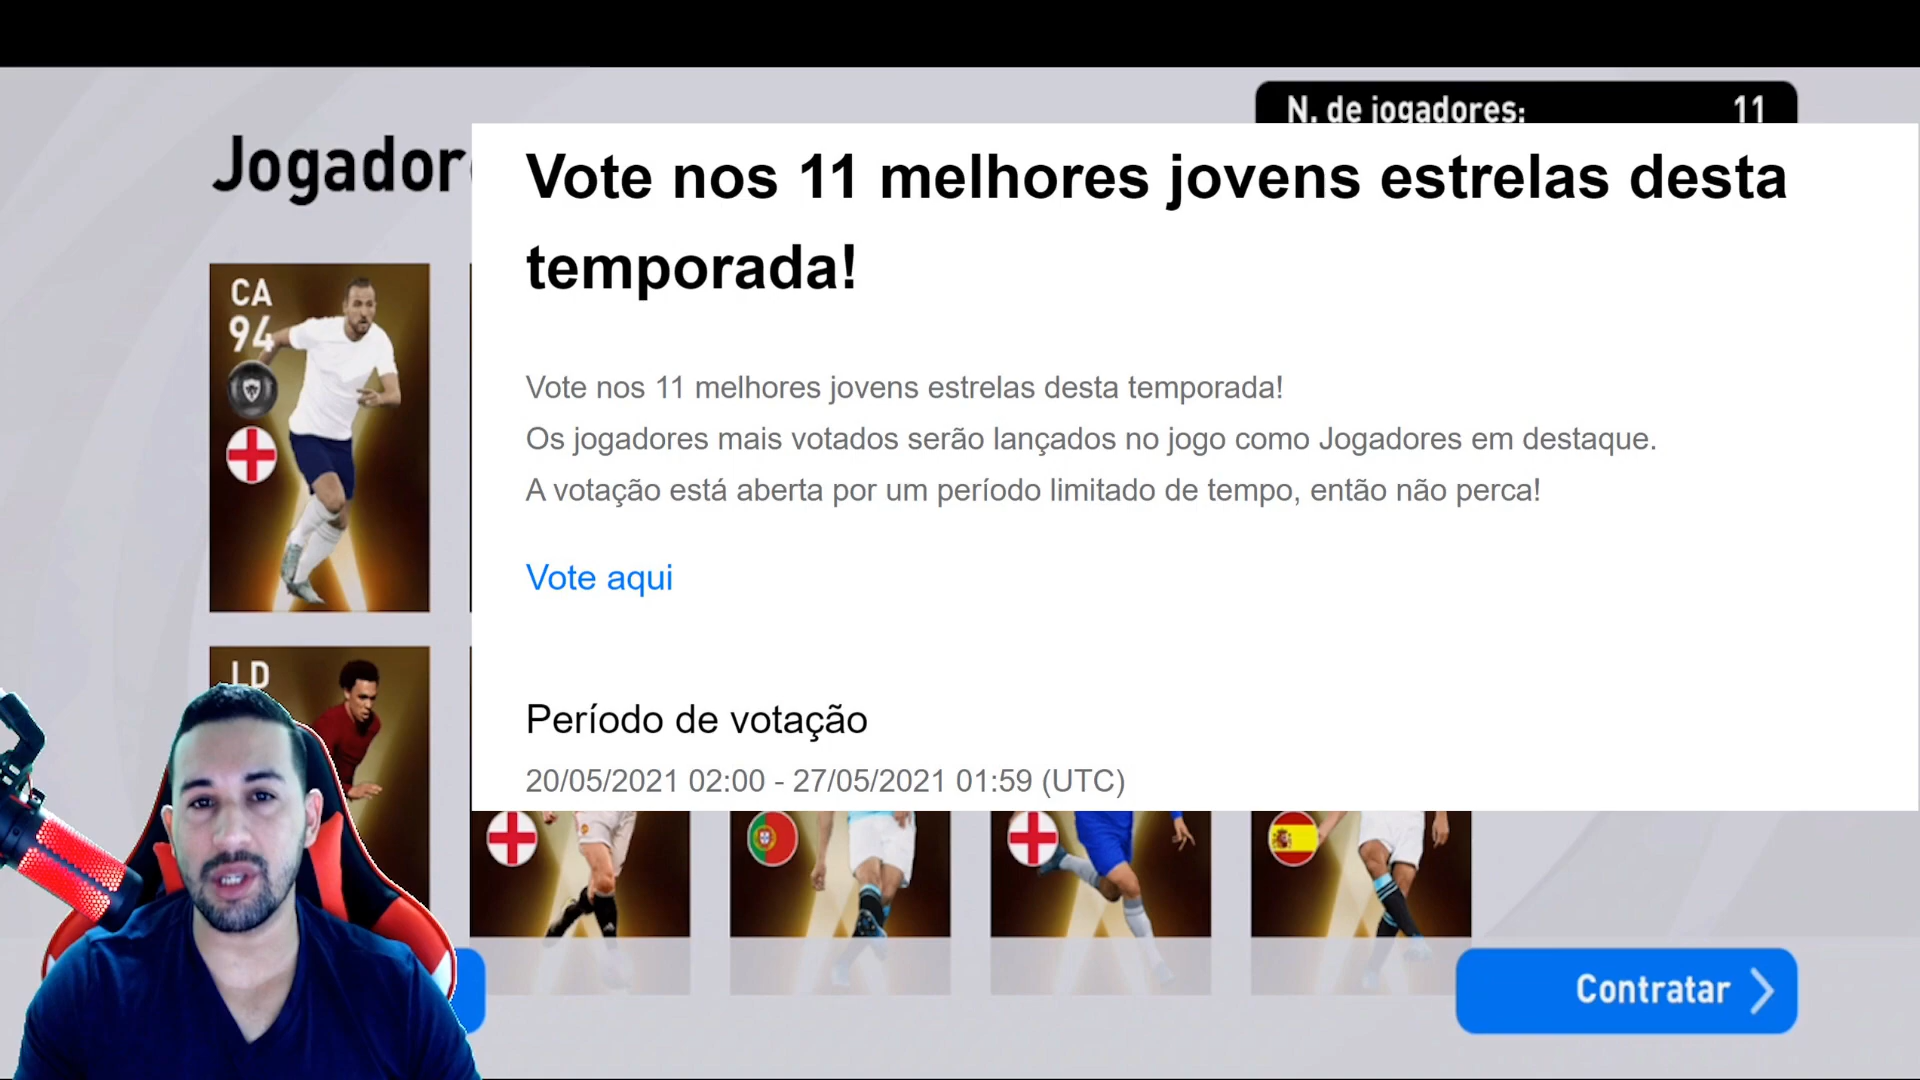 N. de jogadores: 11
Jogador
Vote nos 11 melhores jovens estrelas desta
temporada!
CA
94
Vote nos 11 melhores jovens estrelas desta temporada!
Os jogadores mais votados serão lançados no jogo como Jogadores em destaque.
A votação está aberta por um período limitado de tempo, então não perca!
Vote aqui
LD
Período de votação
20/05/2021 02:00 - 27/05/2021 01:59 (UTC)
Contratar